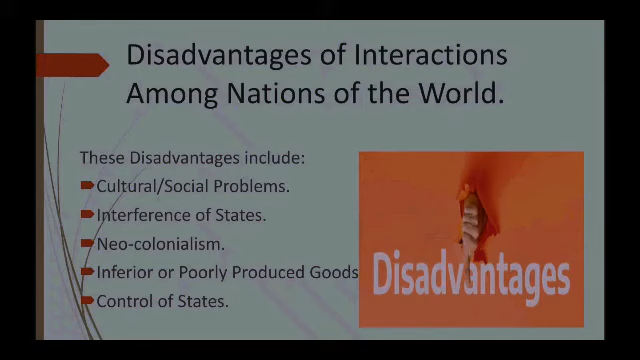 Disadvantages of Interactions
Among Nations of the World.
These Disadvantages include:
Cultural/Social Problems.
Interference of States.
Neo-colonialism.
Inferior or Poorly Produced Goods
Control of States.
Disadvantages